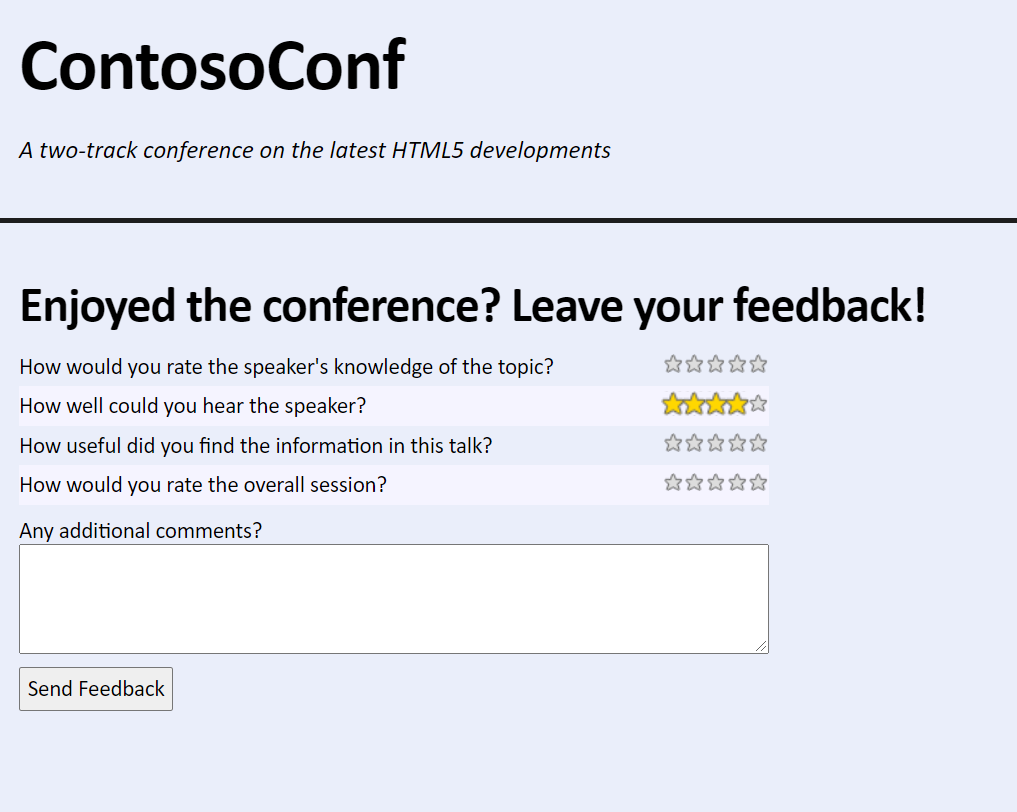 ContosoConf
A two-track conference on the latest HTML5 developments
Enjoyed the conference? Leave your feedback!
How would you rate the speaker's knowledge of the topic?
How well could you hear the speaker?
How useful did you find the information in this talk?
How would you rate the overall session?
Any additional comments?
Send Feedback